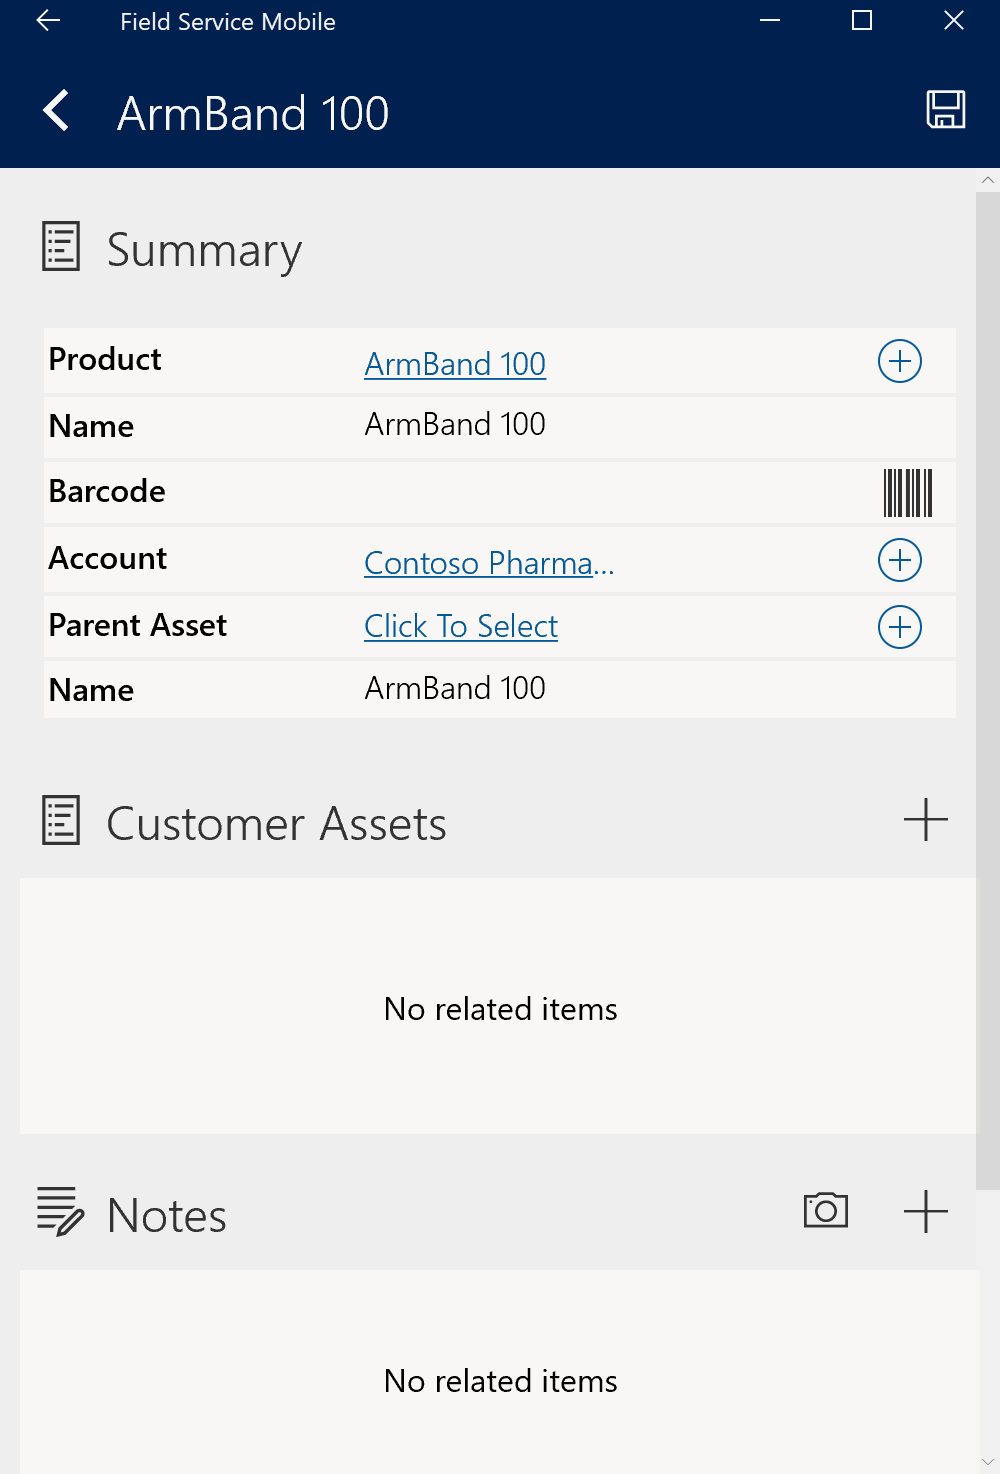 Field Service Mobile
ArmBand 100
Summary
Product ArmBand 100
Name ArmBand 100
Barcode
Account Contoso Pharma...
Parent Asset Click To Select
Name ArmBand 100
Customer Assets
No related items
Notes
No related items